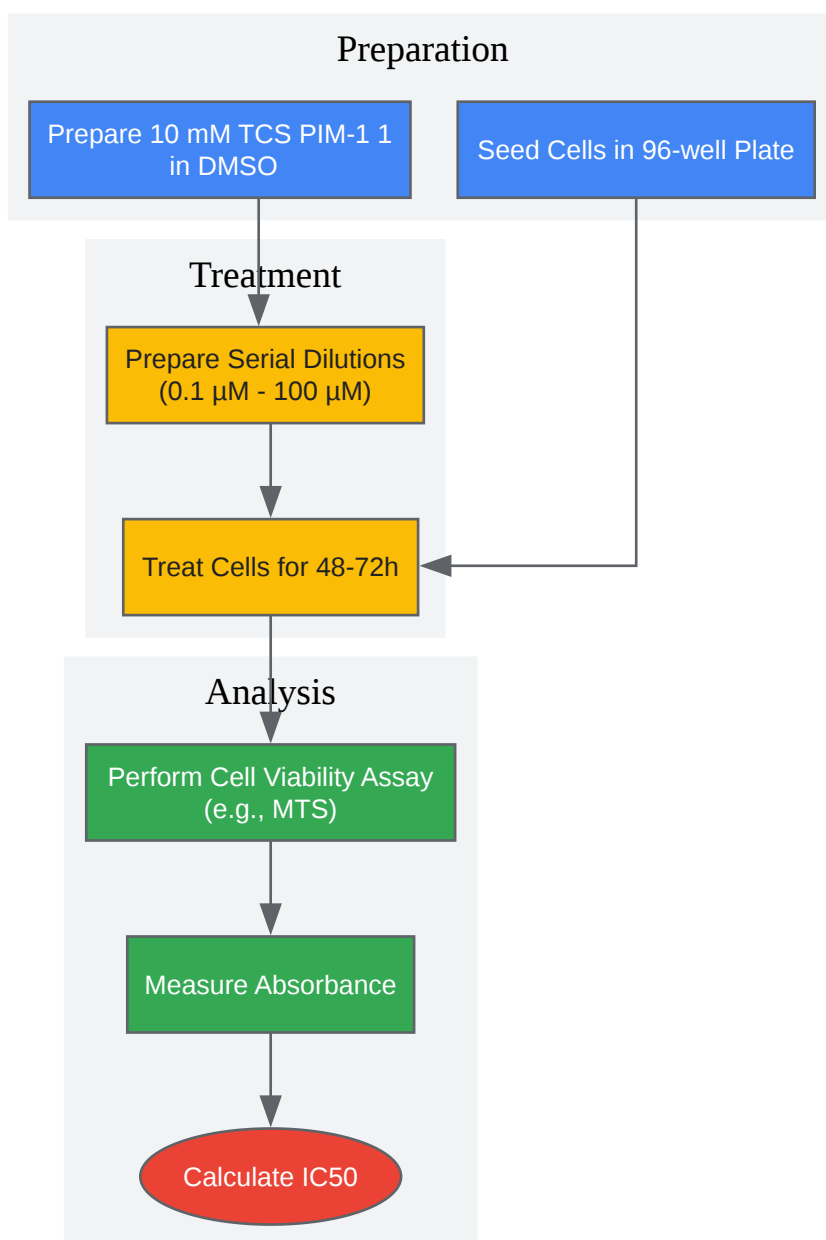 Preparation
Prepare 10 mM TCS PIM-1 1
in DMSO
Seed Cells in 96-well Plate
Treatment
Prepare Serial Dilutions
(0.1 µM - 100 µM)
Treat Cells for 48-72h
Analysis
Perform Cell Viability Assay
(e.g., MTS)
Measure Absorbance
Calculate IC50